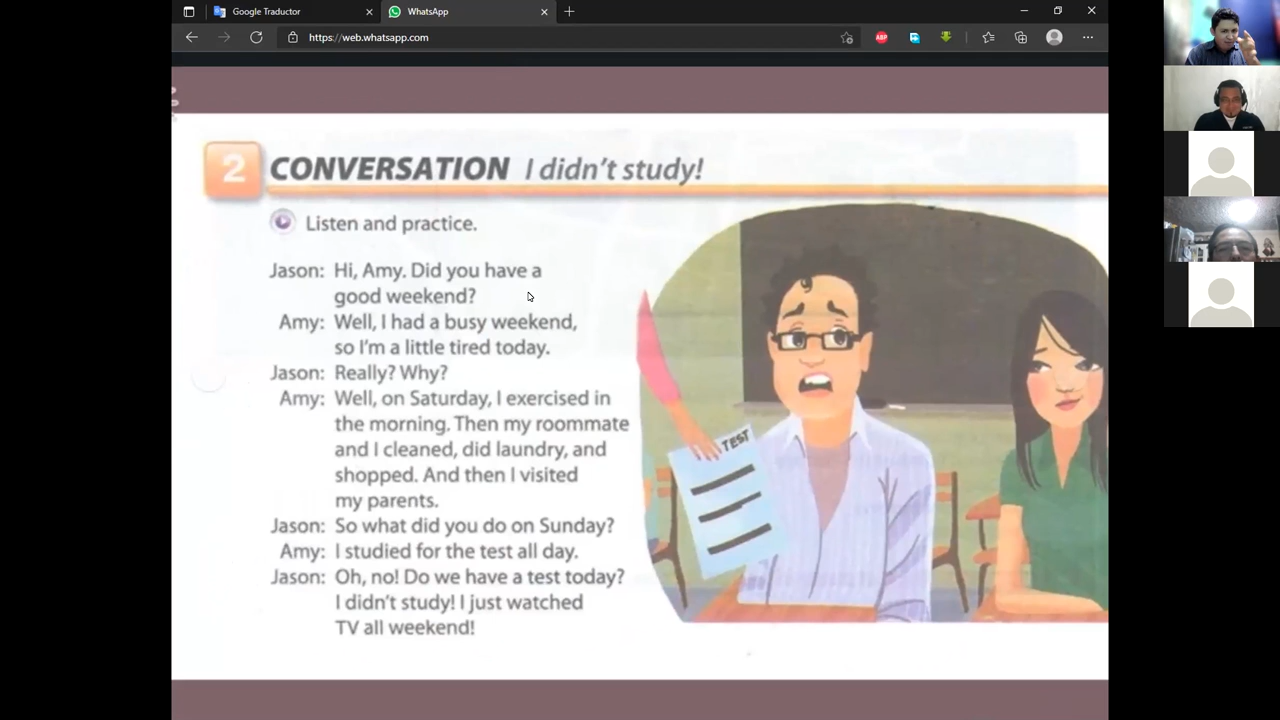 Google Traductor
WhatsApp
https://web.whatsapp.com
ABP
2 CONVERSATION I didn't study!
Listen and practice.
Jason: Hi, Amy. Did you have a
good weekend?
Amy: Well, I had a busy weekend,
so I'm a little tired today.
Jason: Really? Why?
Amy: Well, on Saturday, I exercised in
the morning. Then my roommate
and I cleaned, did laundry, and
shopped. And then I visited
my parents.
Jason: So what did you do on Sunday?
Amy: I studied for the test all day.
Jason: Oh, no! Do we have a test today?
I didn't study! I just watched
TV all weekend!
TEST